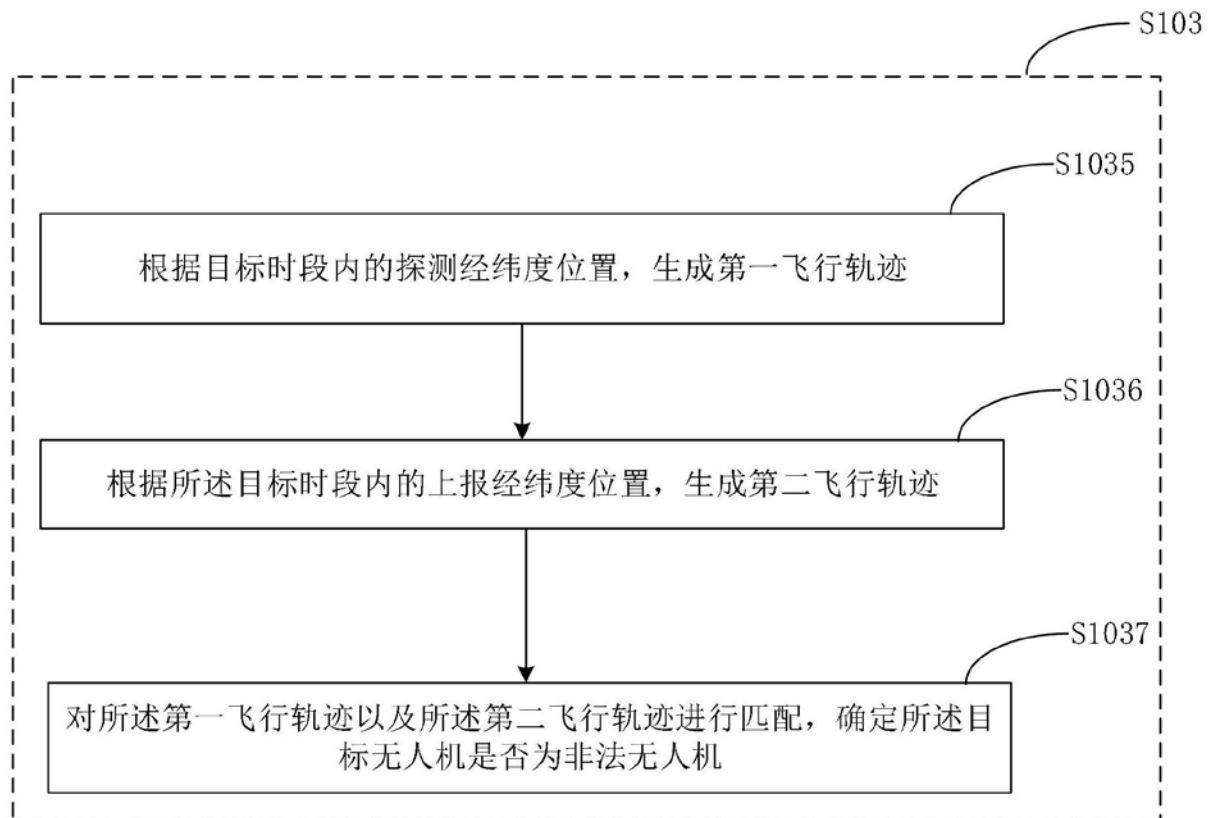 S103
S1035
根据目标时段内的探测经纬度位置，生成第一飞行轨迹
S1036
根据所述目标时段内的上报经纬度位置，生成第二飞行轨迹
S1037
对所述第一飞行轨迹以及所述第二飞行轨迹进行匹配，确定所述目
标无人机是否为非法无人机